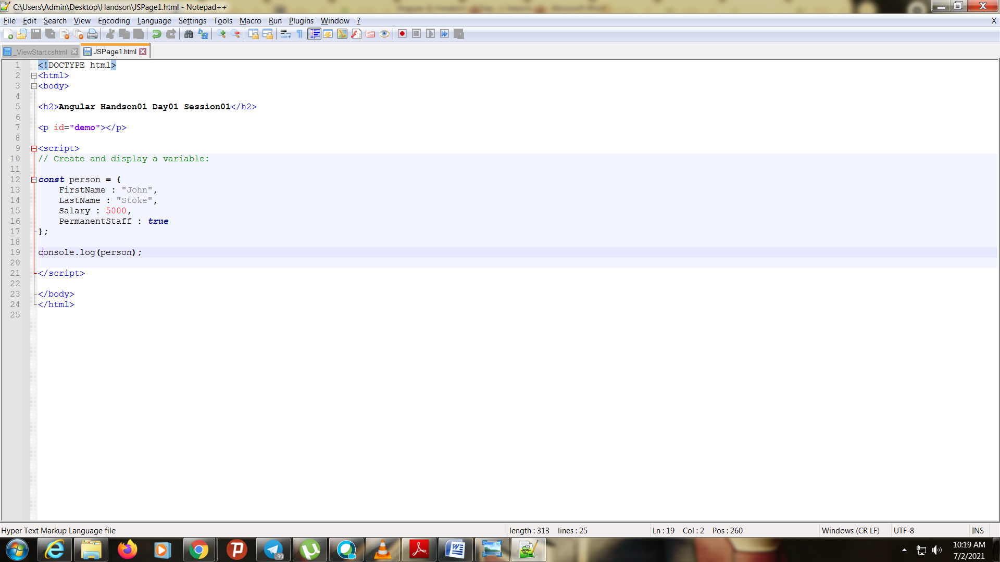 C:\Users\Admin\Desktop\Handson\JSPage1.html - Notepad++
File Edit Search View Encoding Language Settings Tools Macro Run Plugins Window ? X
_ViewStart.cshtml JSPage1.html
1 <!DOCTYPE html>
2 <html>
3 <body>
4
5 <h2>Angular Handson01 Day01 Session01</h2>
6
7 <p id="demo"></p>
8
9 <script>
10 // Create and display a variable:
11
12 const person = {
13 FirstName : "John",
14 LastName : "Stoke",
15 Salary : 5000,
16 PermanentStaff : true
17 };
18
19 console.log(person);
20
21 </script>
22
23 </body>
24 </html>
25
Hyper Text Markup Language file length : 313 lines : 25 Ln : 19 Col : 2 Pos : 260 Windows (CR LF) UTF-8 INS
90
10:19 AM
7/2/2021